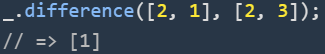 _.difference([2, 1], [2, 3]);
// => [1]